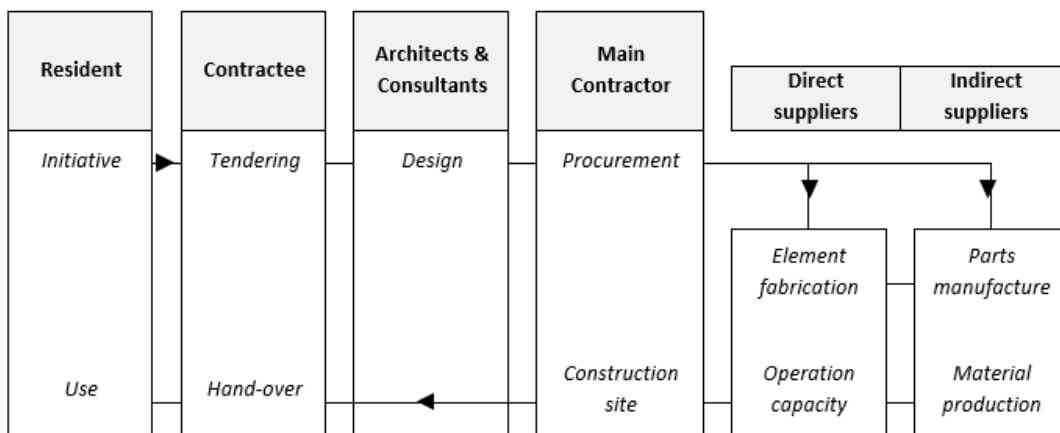 Resident
Contractee
Architects &
Consultants
Main
Contractor
Direct
suppliers
Indirect
suppliers
Initiative
Tendering
Design
Procurement
Element
fabrication
Parts
manufacture
Use
Hand-over
Construction
site
Operation
capacity
Material
production